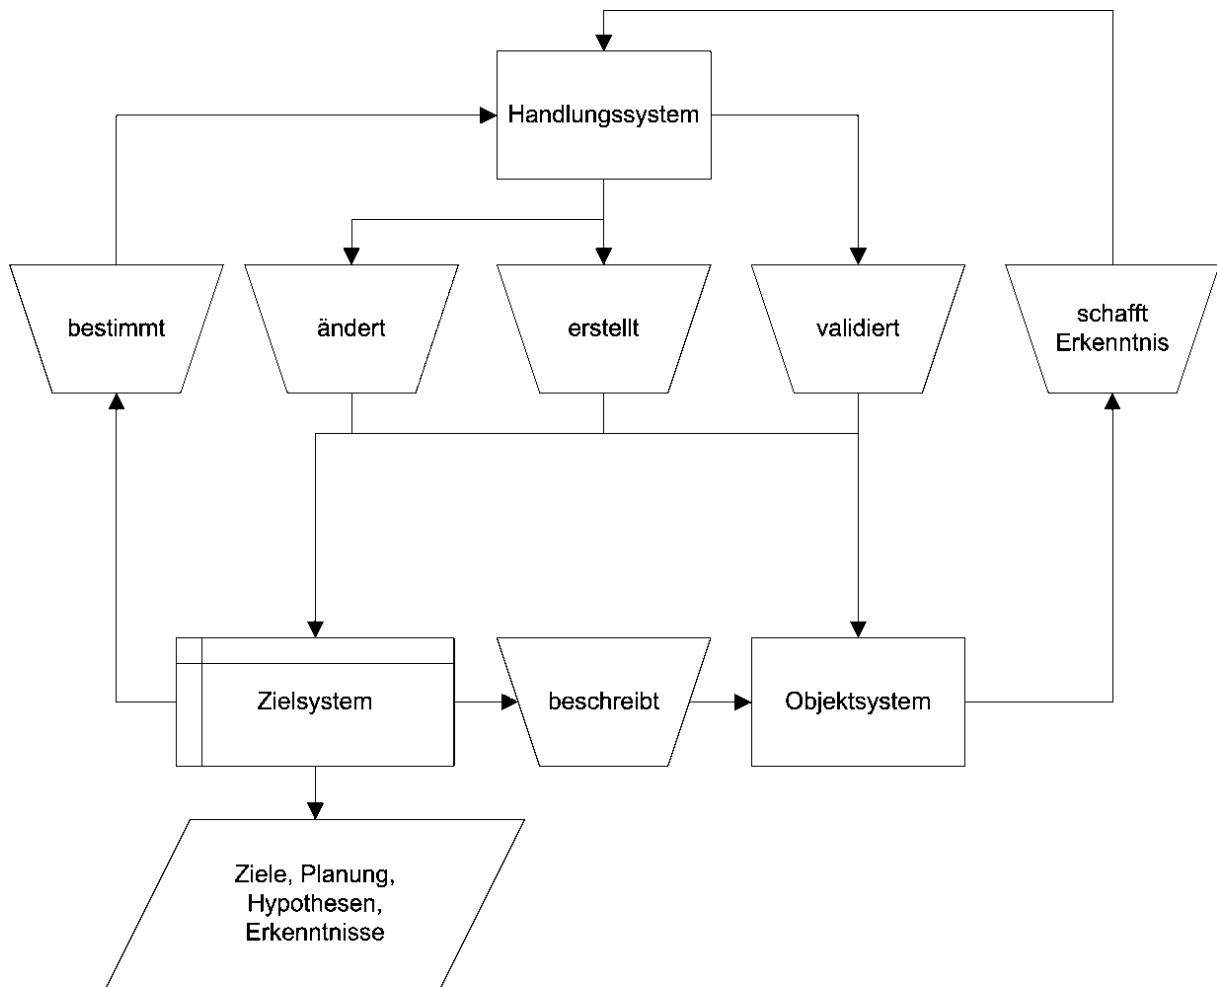 Handlungssystem
bestimmt
ändert
erstellt
validiert
schafft
Erkenntnis
Zielsystem
beschreibt
Objektsystem
Ziele, Planung,
Hypothesen,
Erkenntnisse